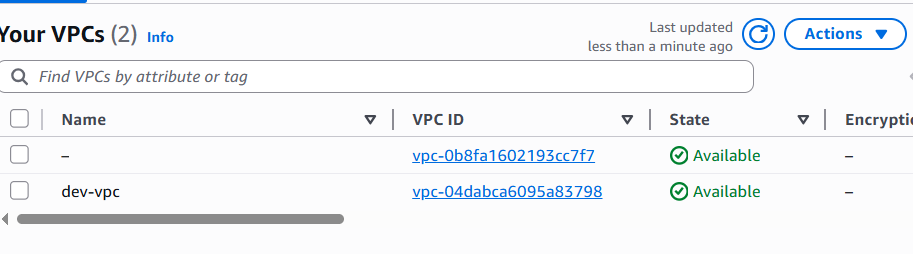 Your VPCs (2) Info
Last updated
less than a minute ago
Actions
Find VPCs by attribute or tag
Name VPC ID State Encryptio
– vpc-0b8fa1602193cc7f7 Available –
dev-vpc vpc-04dabca6095a83798 Available –